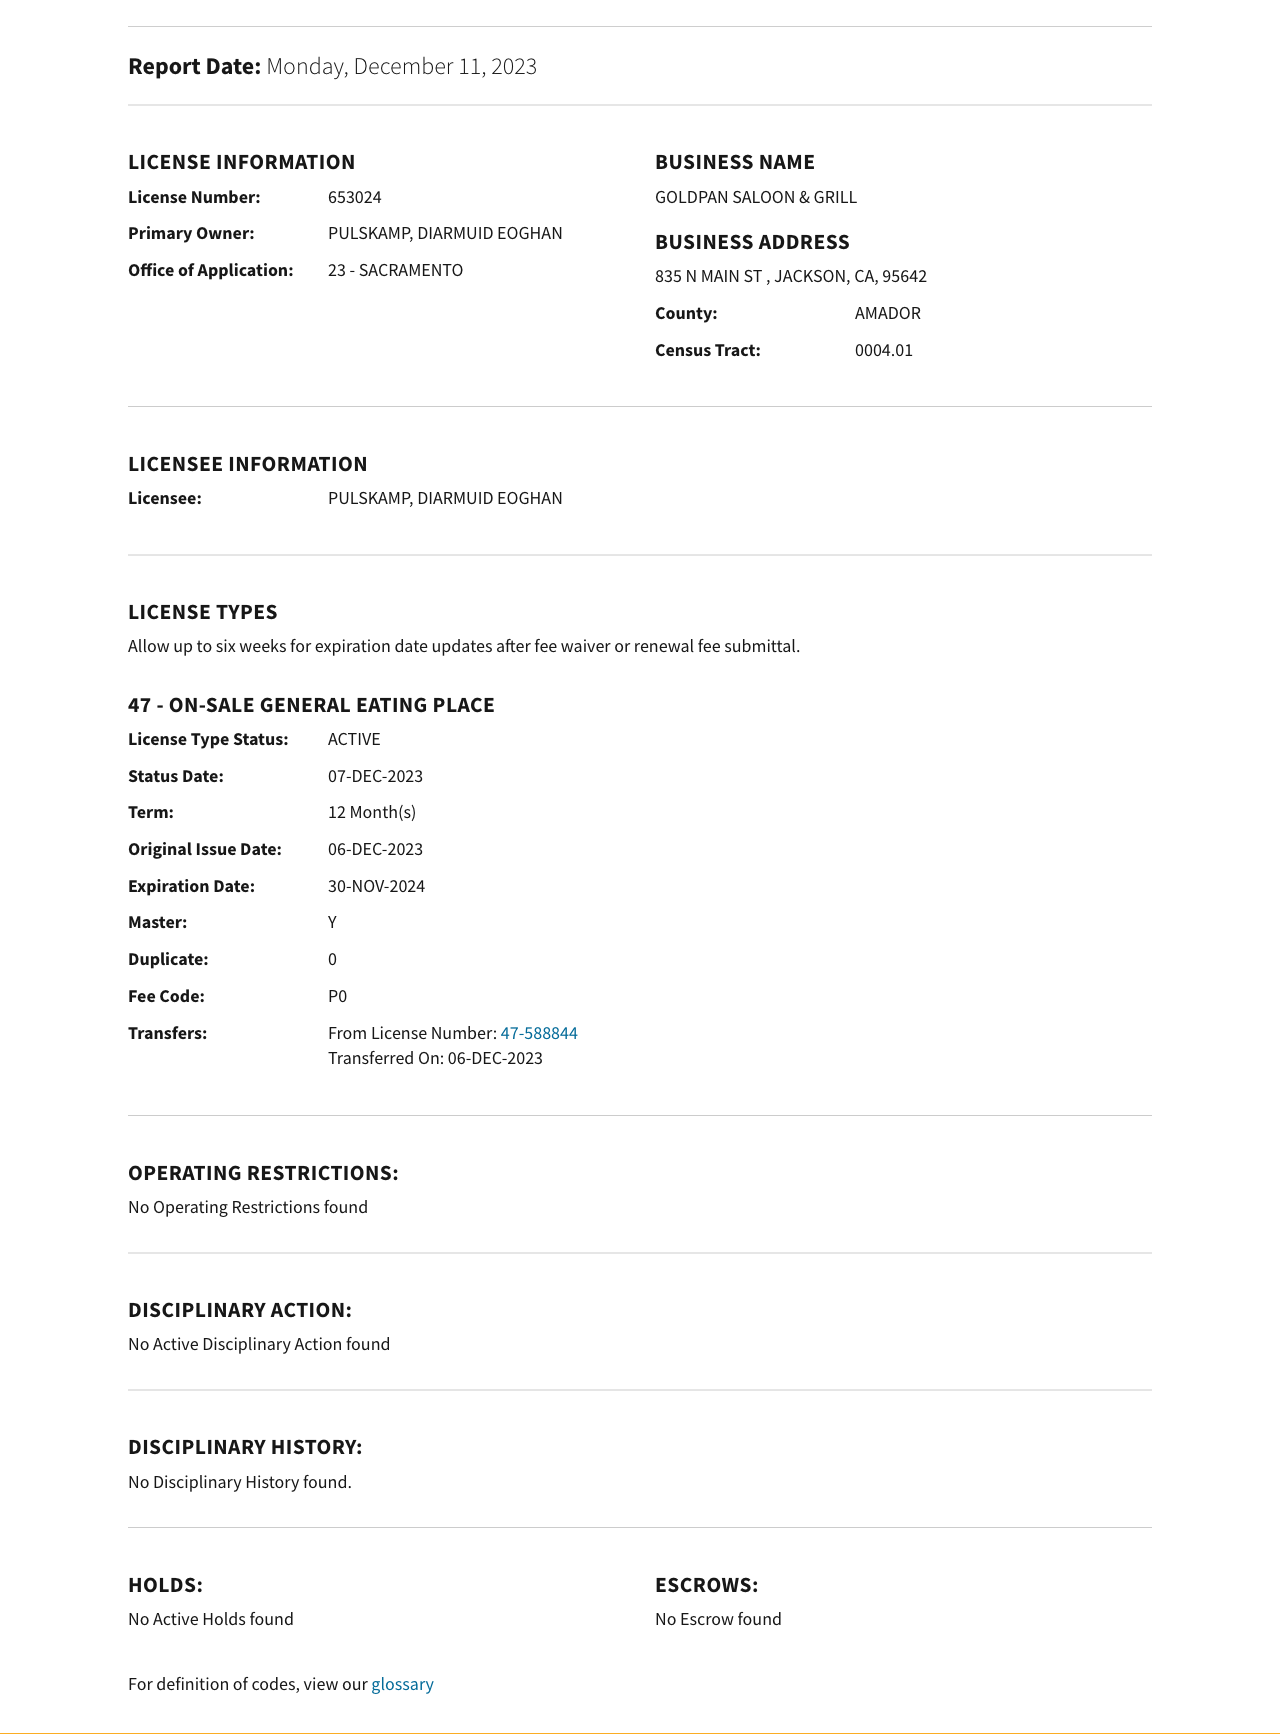 Report Date: Monday, December 11, 2023
LICENSE INFORMATION
License Number: 653024
Primary Owner: PULSKAMP, DIARMUID EOGHAN
Office of Application: 23 - SACRAMENTO
BUSINESS NAME
GOLDPAN SALOON & GRILL
BUSINESS ADDRESS
835 N MAIN ST , JACKSON, CA, 95642
County: AMADOR
Census Tract: 0004.01
LICENSEE INFORMATION
Licensee: PULSKAMP, DIARMUID EOGHAN
LICENSE TYPES
Allow up to six weeks for expiration date updates after fee waiver or renewal fee submittal.
47 - ON-SALE GENERAL EATING PLACE
License Type Status: ACTIVE
Status Date: 07-DEC-2023
Term: 12 Month(s)
Original Issue Date: 06-DEC-2023
Expiration Date: 30-NOV-2024
Master: Y
Duplicate: 0
Fee Code: P0
Transfers: From License Number: 47-588844
Transferred On: 06-DEC-2023
OPERATING RESTRICTIONS:
No Operating Restrictions found
DISCIPLINARY ACTION:
No Active Disciplinary Action found
DISCIPLINARY HISTORY:
No Disciplinary History found.
HOLDS:
No Active Holds found
ESCROWS:
No Escrow found
For definition of codes, view our glossary